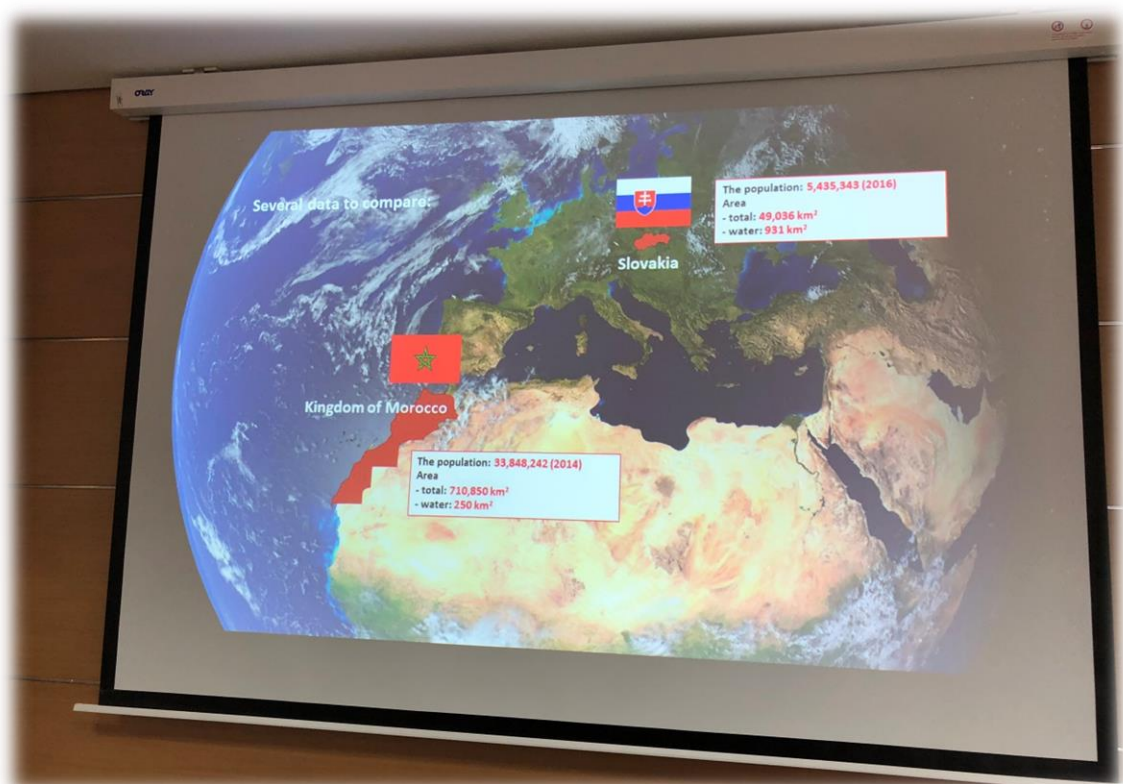 Several data to compare:
The population: 5,435,343 (2016)
Area
- total: 49,036 km²
- water: 931 km²
Slovakia
Kingdom of Morocco
The population: 33,848,242 (2014)
Area
- total: 710,850 km²
- water: 250 km²